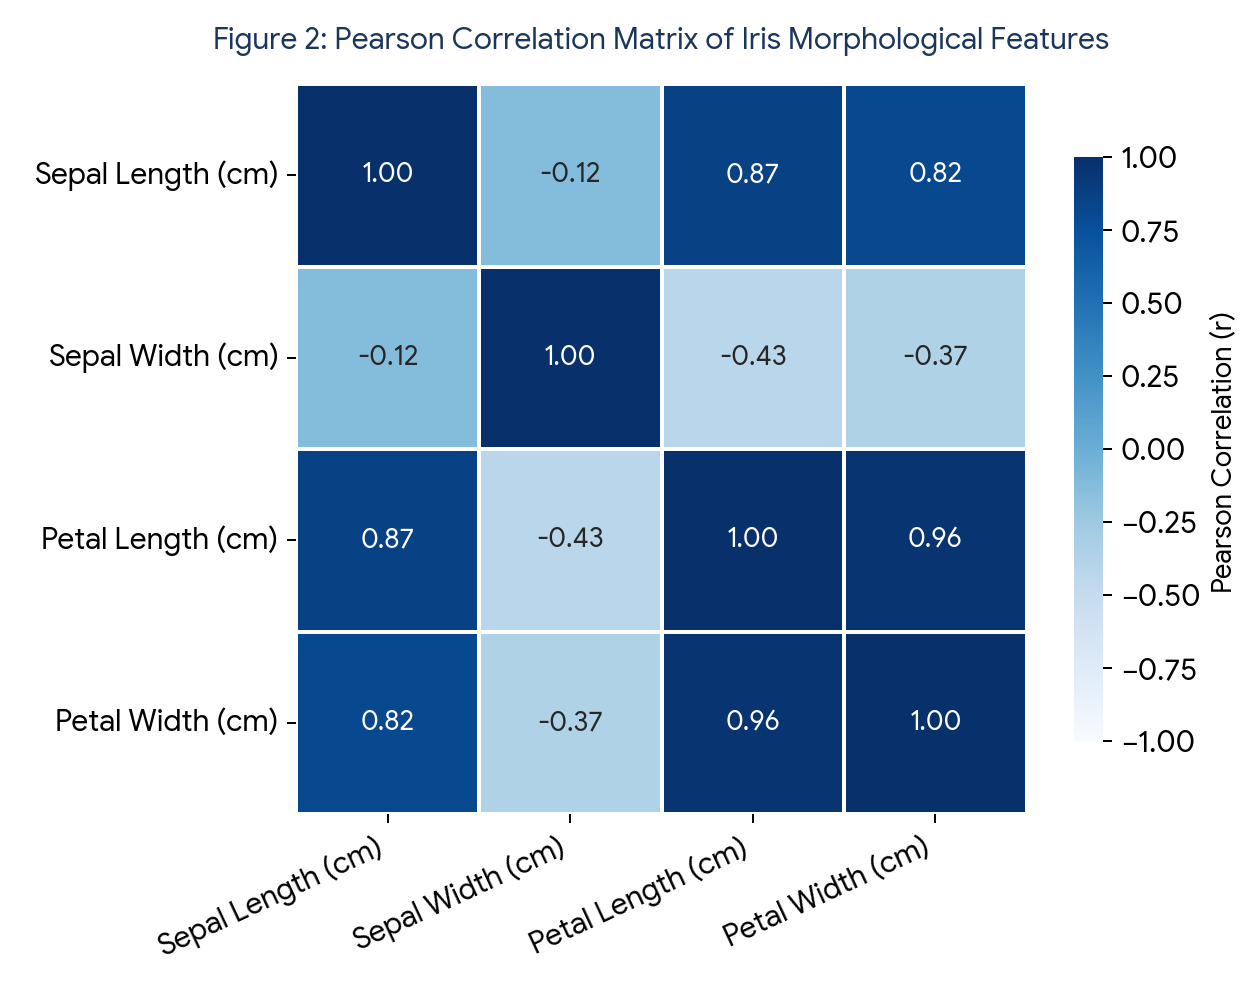 Figure 2: Pearson Correlation Matrix of Iris Morphological Features
Sepal Length (cm)
1.00
-0.12
0.87
0.82
Sepal Width (cm)
-0.12
1.00
-0.43
-0.37
Petal Length (cm)
0.87
-0.43
1.00
0.96
Petal Width (cm)
0.82
-0.37
0.96
1.00
Sepal Length (cm)
Sepal Width (cm)
Petal Length (cm)
Petal Width (cm)
1.00
0.75
0.50
0.25
0.00
−0.25
−0.50
−0.75
−1.00
Pearson Correlation (r)